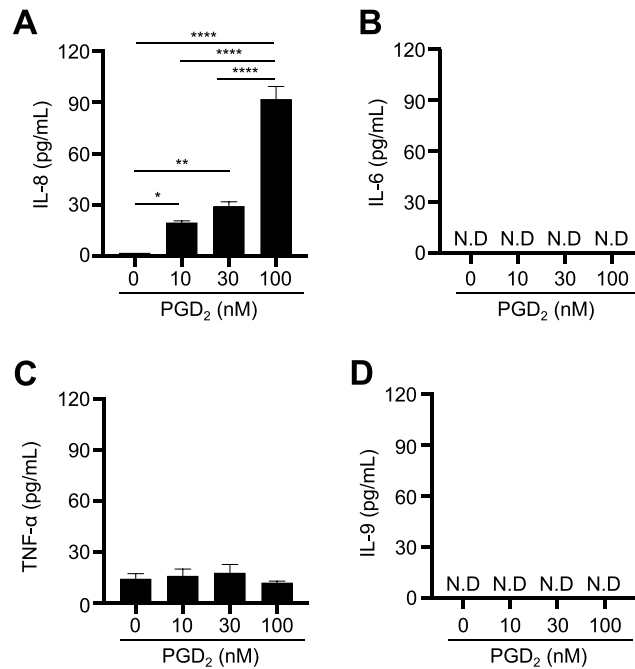 A
****
****
****
**
*
120
90
60
30
0
IL-8 (pg/mL)
0 10 30 100
PGD₂ (nM)
B
120
90
60
30
0
IL-6 (pg/mL)
N.D N.D N.D N.D
0 10 30 100
PGD₂ (nM)
C
120
90
60
30
0
TNF-α (pg/mL)
0 10 30 100
PGD₂ (nM)
D
120
90
60
30
0
IL-9 (pg/mL)
N.D N.D N.D N.D
0 10 30 100
PGD₂ (nM)